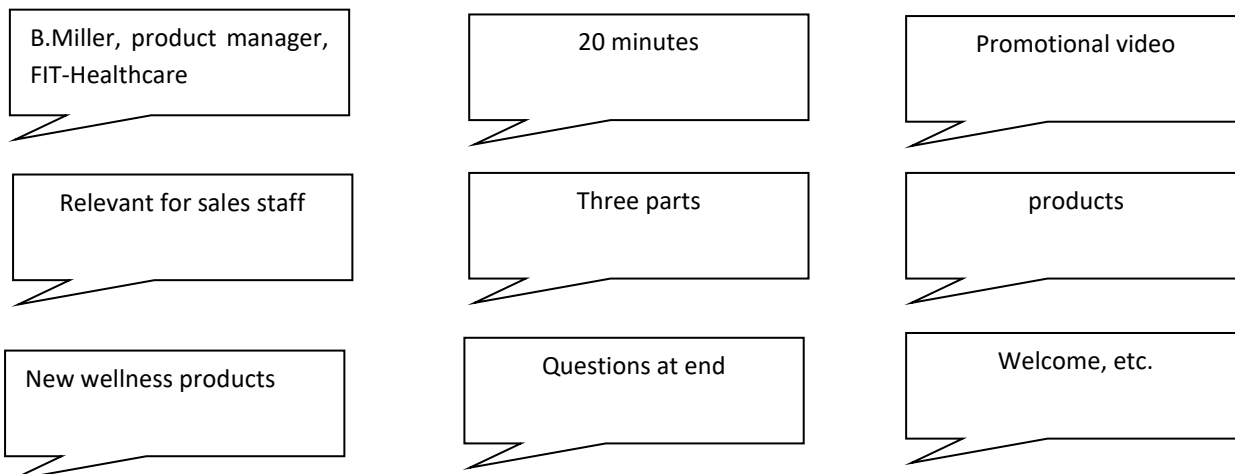 B.Miller, product manager,
FIT-Healthcare
20 minutes
Promotional video
Relevant for sales staff
Three parts
products
New wellness products
Questions at end
Welcome, etc.